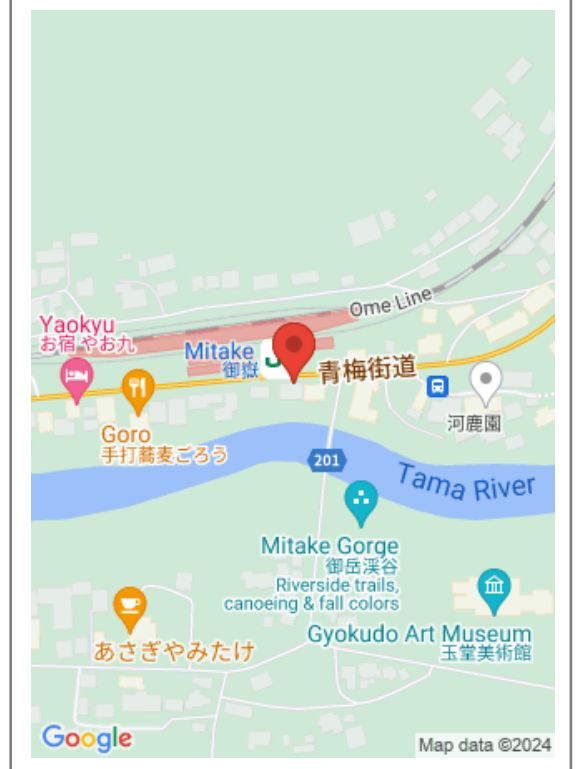 Ome Line
Yaokyu
お宿 やお九
Mitake
御嶽
青梅街道
Goro
手打蕎麦ごろう
河鹿園
201
Tama River
Mitake Gorge
御岳渓谷
Riverside trails,
canoeing & fall colors
Gyokudo Art Museum
玉堂美術館
あさぎやみたけ
Google
Map data ©2024